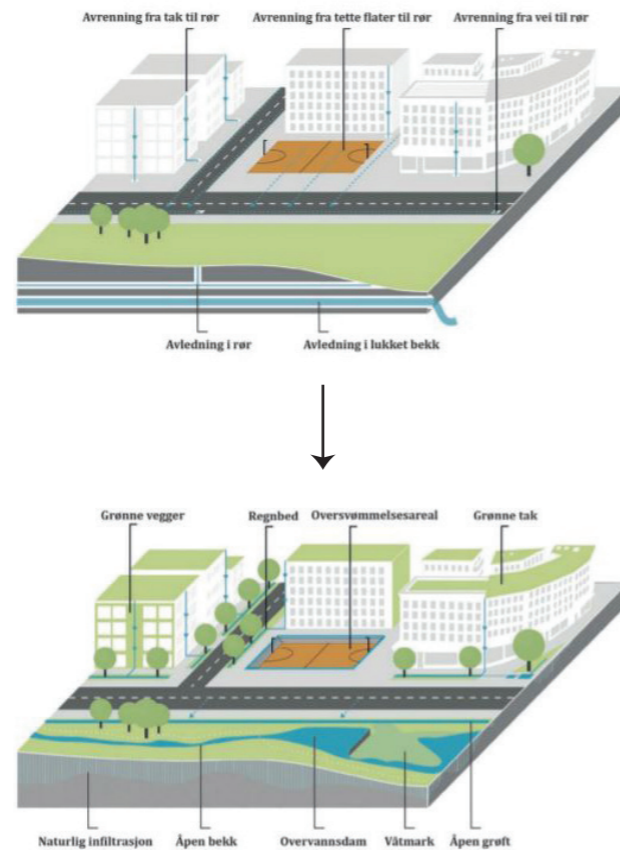 Avrenning fra tak til rør
Avrenning fra tette flater til rør
Avrenning fra vei til rør
Avledning i rør
Avledning i lukket bekk
Grønne vegger
Regnbed
Oversvømmelsesareal
Grønne tak
Naturlig infiltrasjon
Åpen bekk
Overvannsdam
Våtmark
Åpen grøft